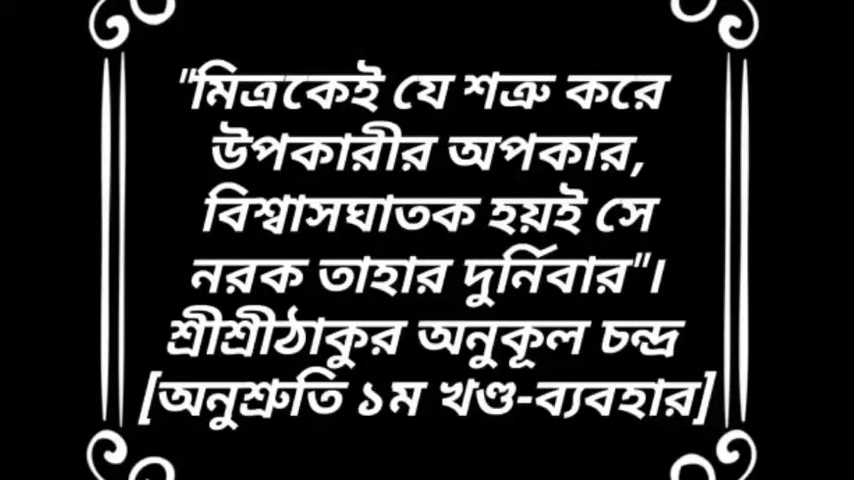 "মিত্রকেই যে শত্রু করে
উপকারীর অপকার,
বিশ্বাসঘাতক হয়ই সে
নরক তাহার দুর্নিবার"।
শ্রীশ্রীঠাকুর অনুকূল চন্দ্র
[অনুশ্রুতি ১ম খণ্ড-ব্যবহার]